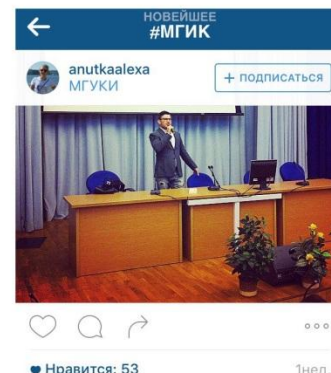 НОВЕЙШЕЕ
#МГИК
anutkaalexa
МГУКИ
+ ПОДПИСАТЬСЯ
Нравится: 53
1нед.